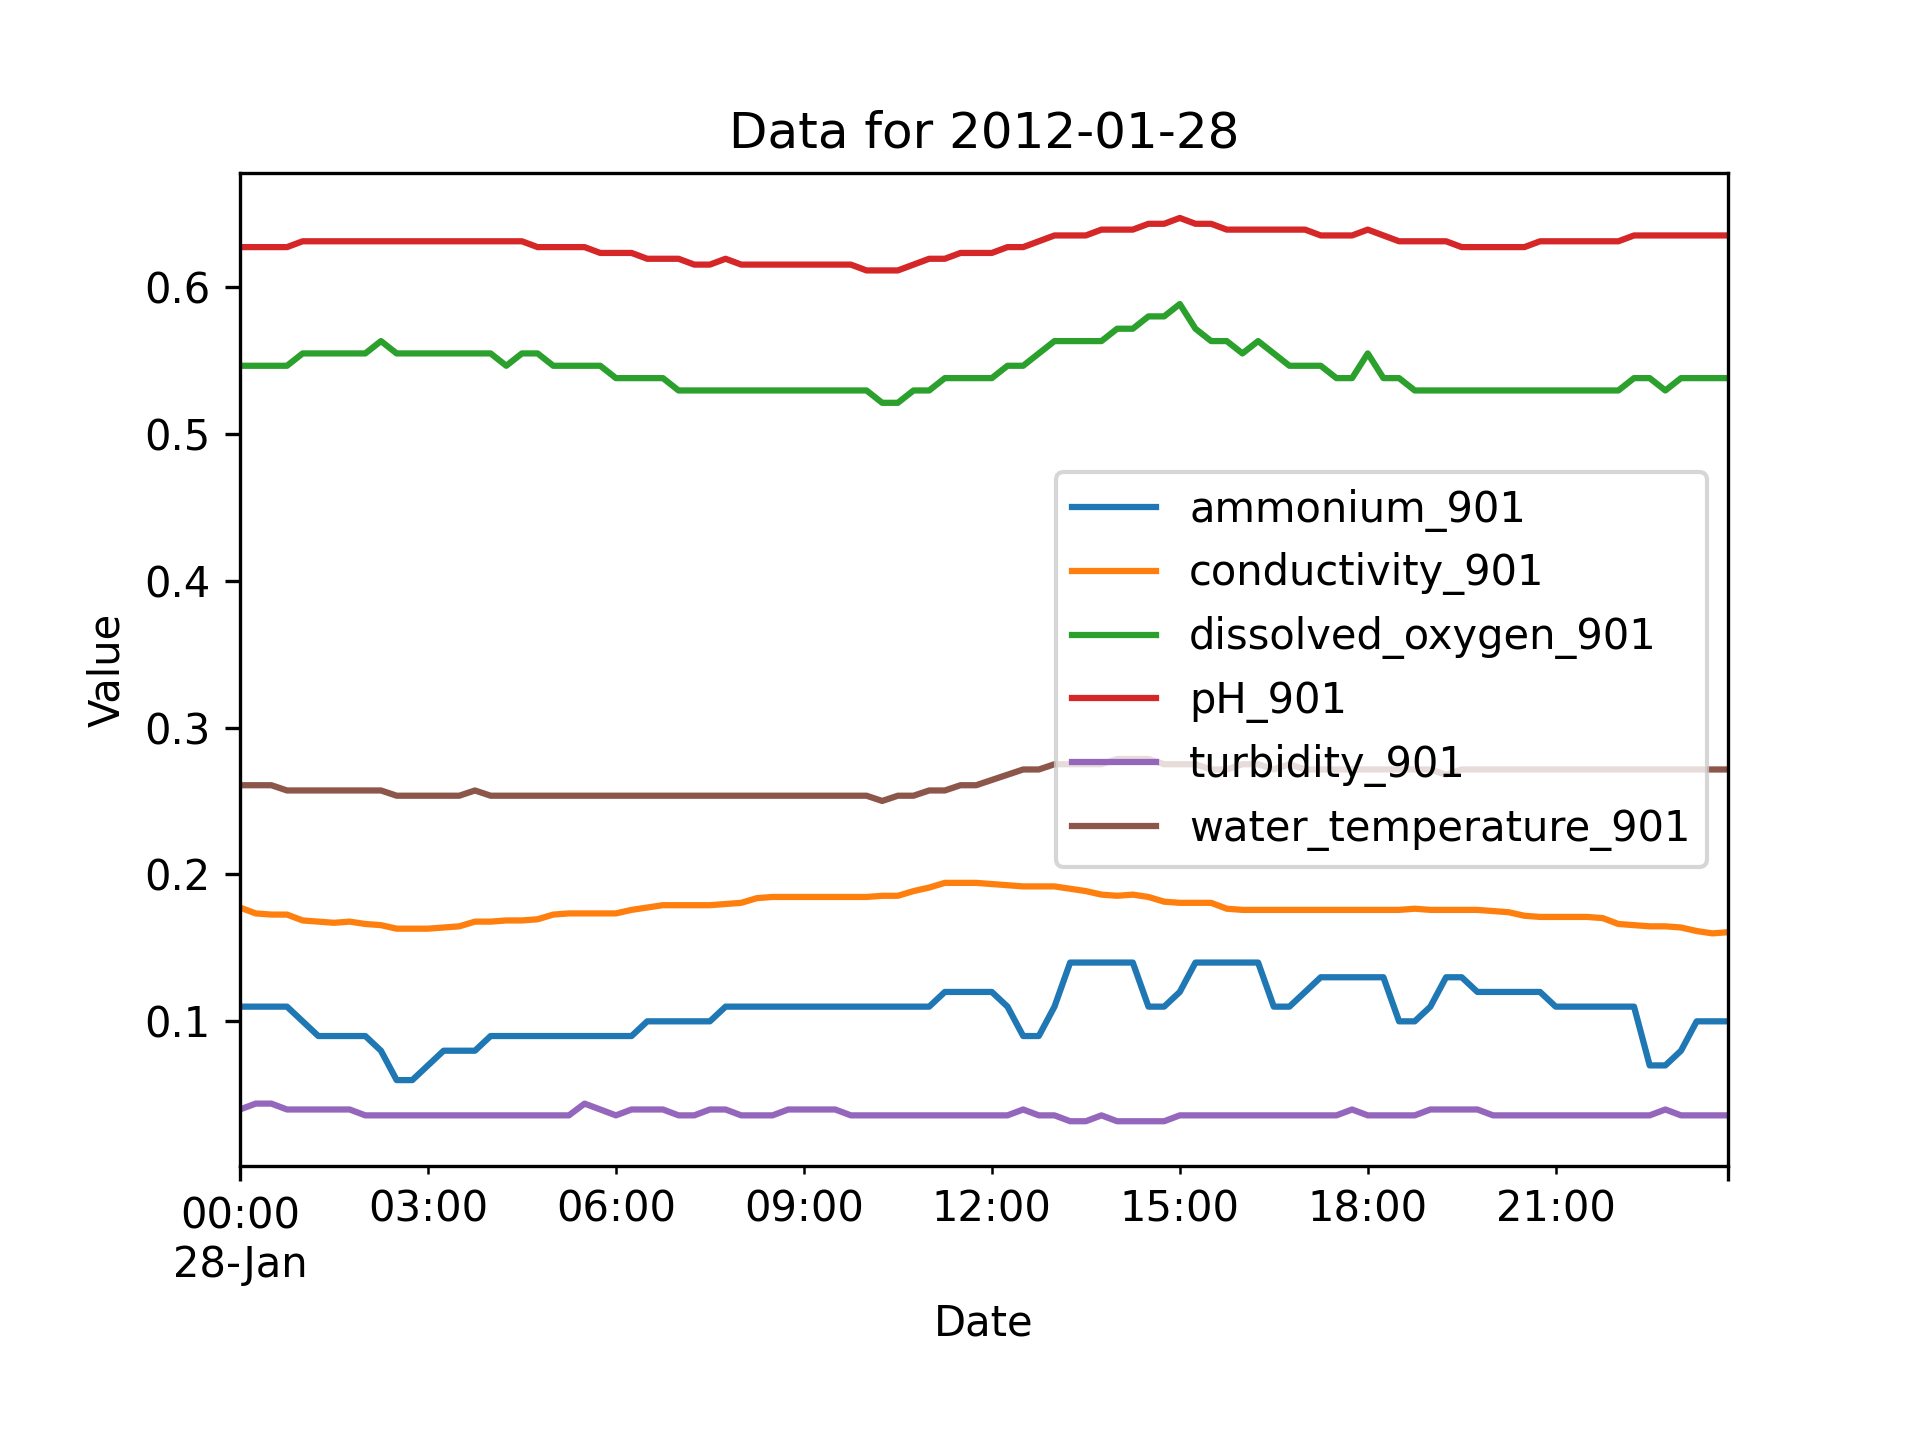 Data for 2012-01-28
Value
0.6
0.5
0.4
0.3
0.2
0.1
ammonium_901
conductivity_901
dissolved_oxygen_901
pH_901
turbidity_901
water_temperature_901
00:00 03:00 06:00 09:00 12:00 15:00 18:00 21:00
28-Jan
Date